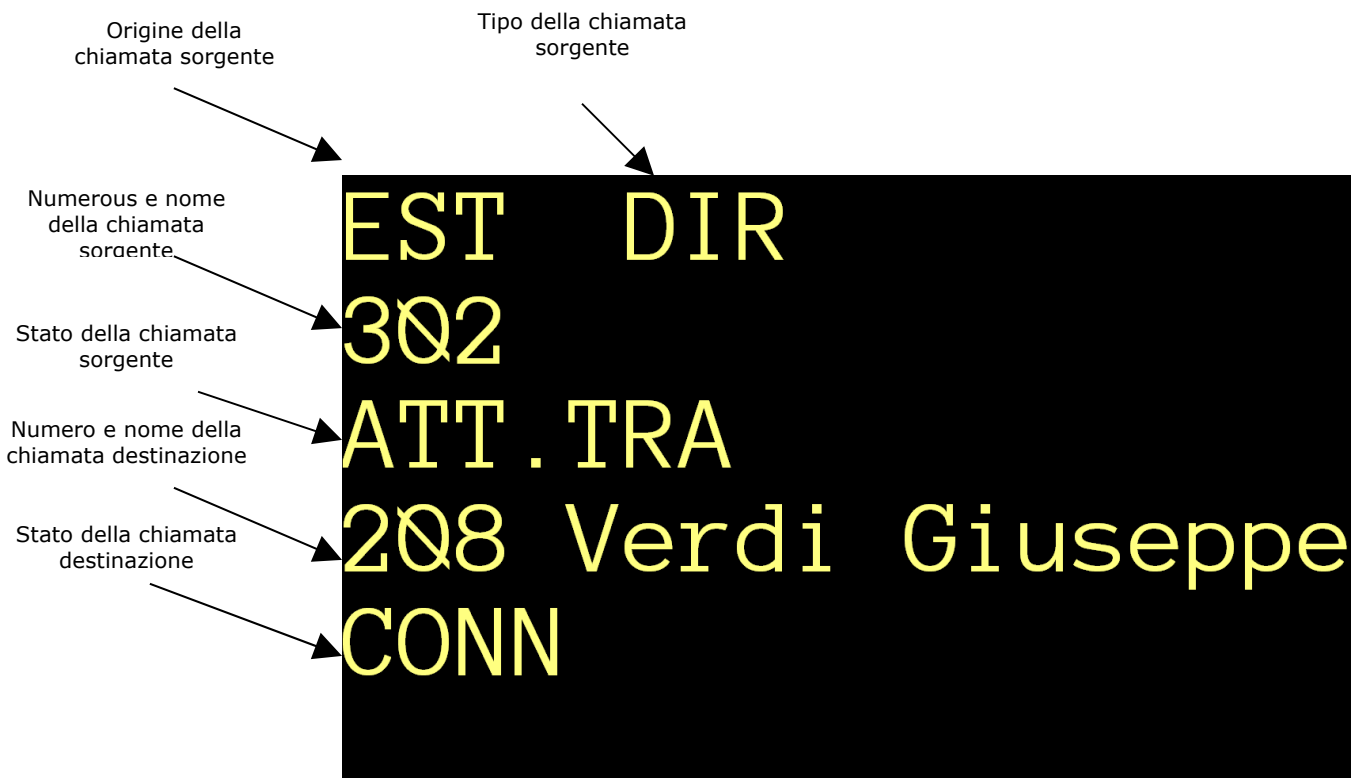 Origine della
chiamata sorgente
Tipo della chiamata
sorgente
Numerous e nome
della chiamata
sorgente
Stato della chiamata
sorgente
Numero e nome della
chiamata destinazione
Stato della chiamata
destinazione
EST DIR
302
ATT.TRA
208 Verdi Giuseppe
CONN